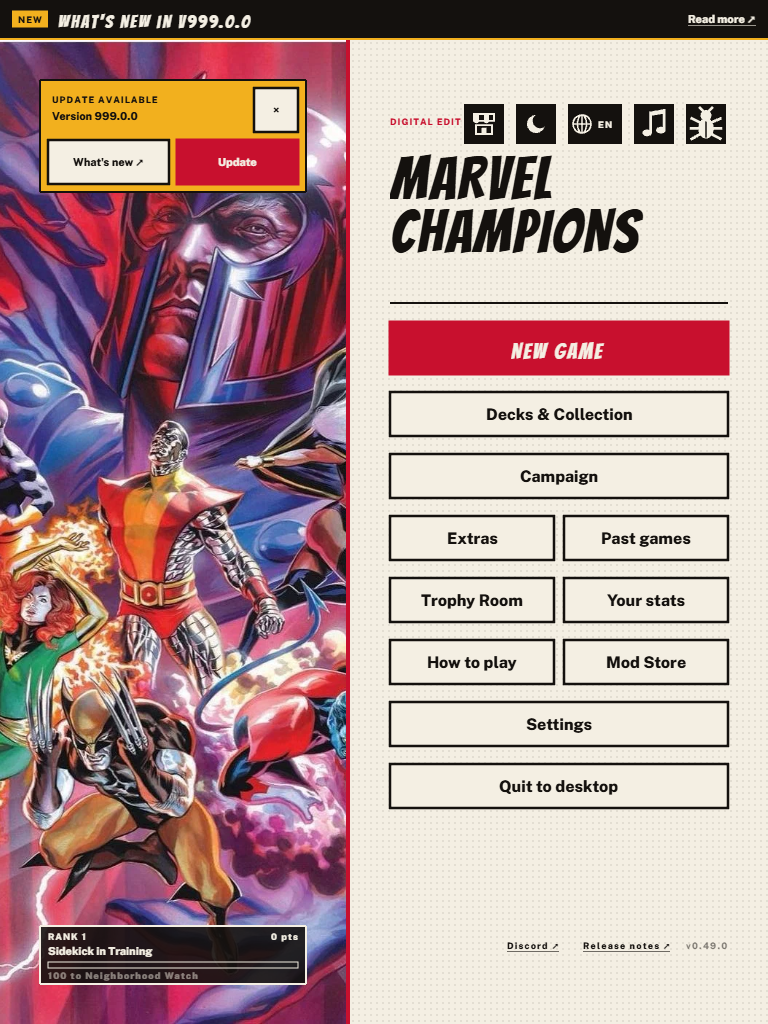 NEW WHAT'S NEW IN V999.0.0 Read more ↗
UPDATE AVAILABLE
Version 999.0.0
×
What's new ↗ Update
DIGITAL EDIT
EN
MARVEL
CHAMPIONS
NEW GAME
Decks & Collection
Campaign
Extras Past games
Trophy Room Your stats
How to play Mod Store
Settings
Quit to desktop
RANK 1 0 pts
Sidekick in Training
100 to Neighborhood Watch
Discord ↗ Release notes ↗ v0.49.0